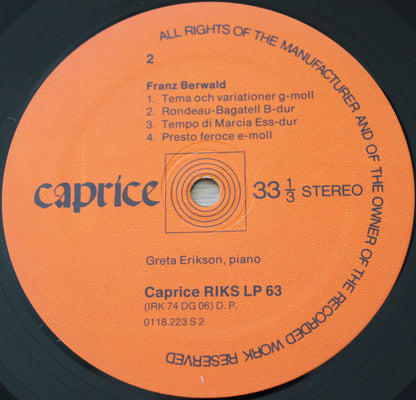 ALL RIGHTS OF THE MANUFACTURER AND OF THE OWNER OF THE RECORDED WORK RESERVED
2
Franz Berwald
1. Tema och variationer g-moll
2. Rondeau-Bagatell B-dur
3. Tempo di Marcia Ess-dur
4. Presto feroce e-moll
caprice 33 1/3 STEREO
Greta Erikson, piano
Caprice RIKS LP 63
(IRK 74 DG 06) D. P.
0118.223 S 2